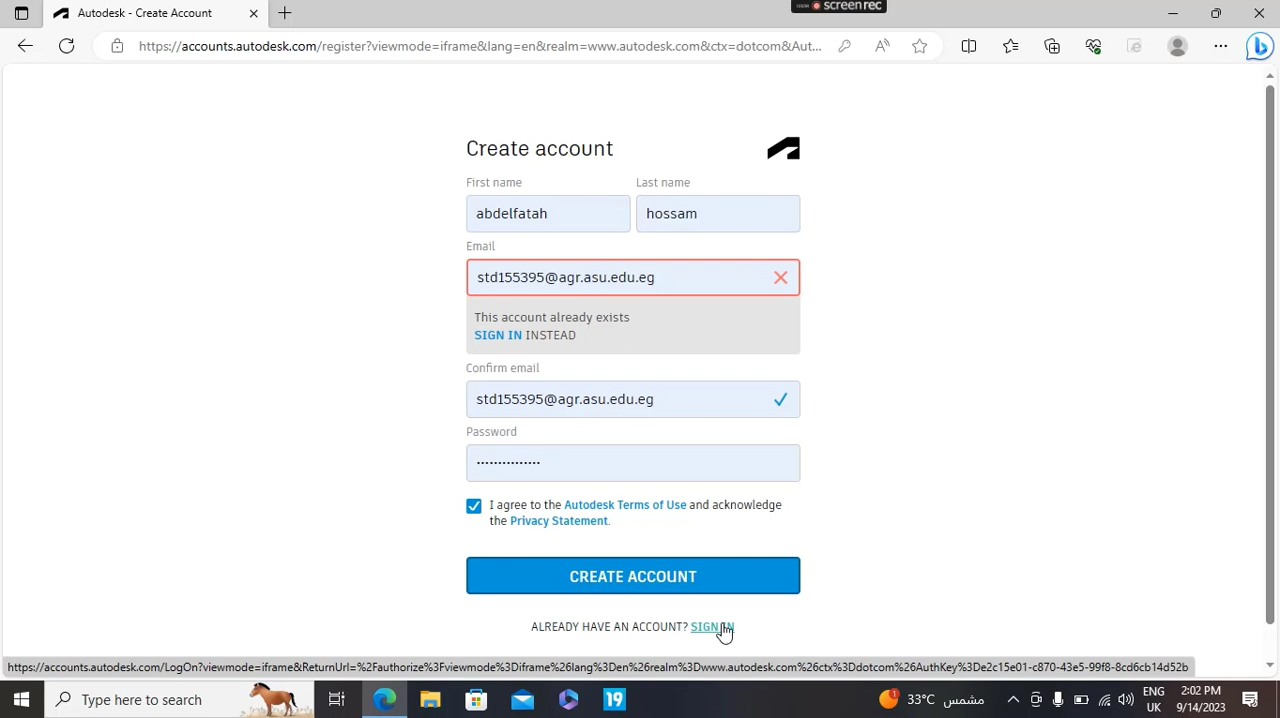 Autodesk - Create Account
screenrec
https://accounts.autodesk.com/register?viewmode=iframe&lang=en&realm=www.autodesk.com&ctx=dotcom&Aut...
Create account
First name Last name
abdelfatah hossam
Email
std155395@agr.asu.edu.eg
This account already exists
SIGN IN INSTEAD
Confirm email
std155395@agr.asu.edu.eg
Password
•••••••••••••••
I agree to the Autodesk Terms of Use and acknowledge
the Privacy Statement.
CREATE ACCOUNT
ALREADY HAVE AN ACCOUNT? SIGN IN
https://accounts.autodesk.com/LogOn?viewmode=iframe&ReturnUrl=%2Fauthorize%3Fviewmode%3Diframe%26lang%3Den%26realm%3Dwww.autodesk.com%26ctx%3Ddotcom%26AuthKey%3De2c15e01-c870-43e5-99f8-8cd6cb14d52b
Type here to search
19
1
33°C مشمس
ENG
UK
2:02 PM
9/14/2023